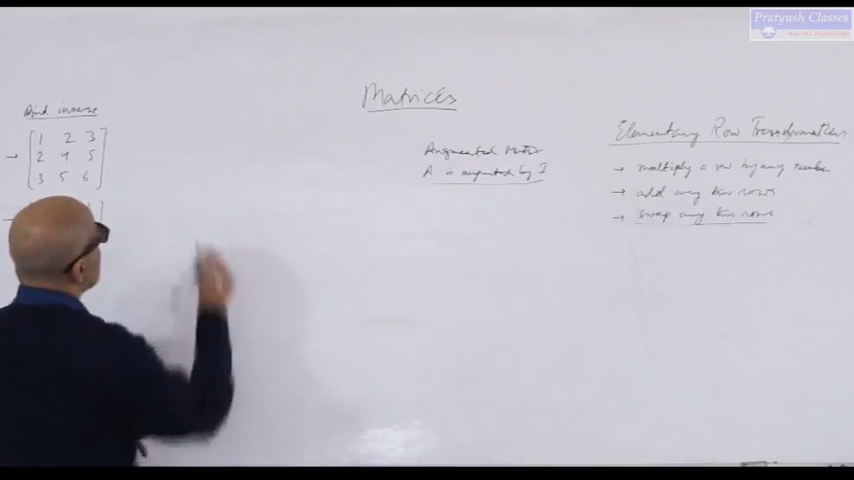 Pratyush Classes
Matrices
Find inverse
→ [1 2 3
2 4 5
3 5 6]
Augmented Matrix
A is augmented by I
Elementary Row Transformations
→ multiply a row by any number
→ add any two rows
→ swap any two rows